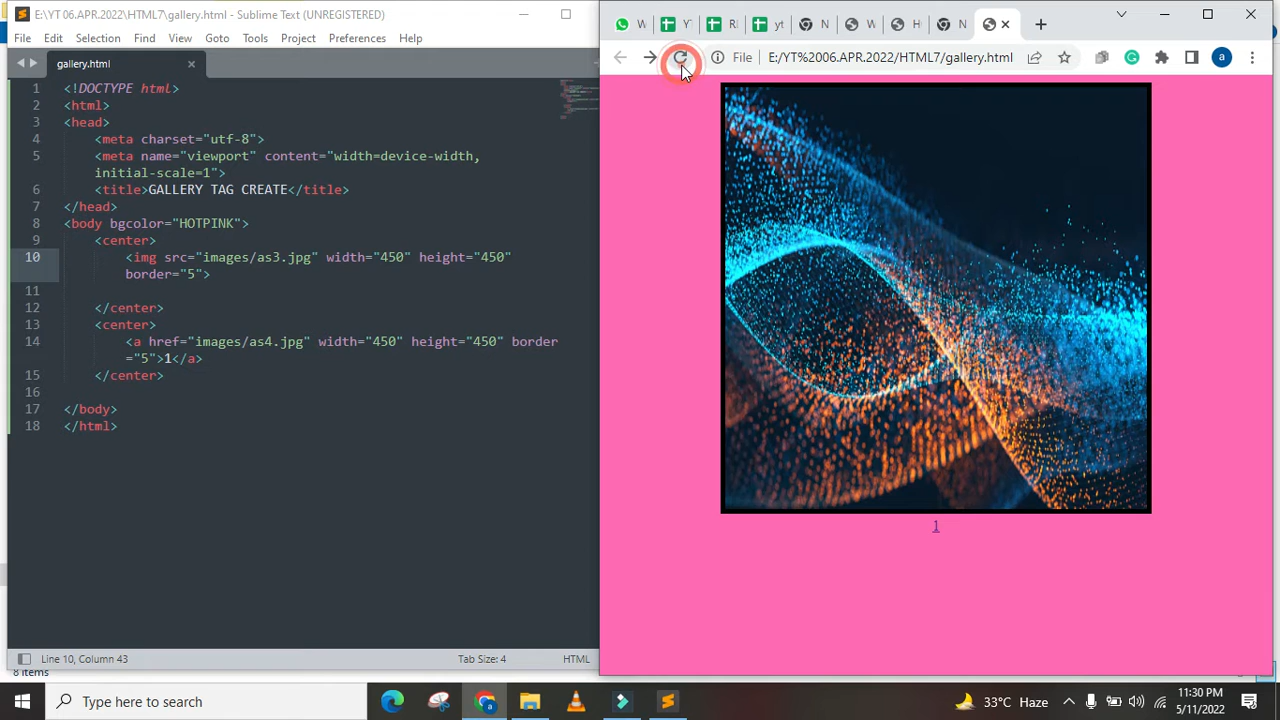 E:\YT 06.APR.2022\HTML7\gallery.html - Sublime Text (UNREGISTERED)
File Edit Selection Find View Goto Tools Project Preferences Help
gallery.html
1 <!DOCTYPE html>
2 <html>
3 <head>
4 <meta charset="utf-8">
5 <meta name="viewport" content="width=device-width,
initial-scale=1">
6 <title>GALLERY TAG CREATE</title>
7 </head>
8 <body bgcolor="HOTPINK">
9 <center>
10 <img src="images/as3.jpg" width="450" height="450"
border="5">
11
12 </center>
13 <center>
14 <a href="images/as4.jpg" width="450" height="450" border
="5">1</a>
15 </center>
16
17 </body>
18 </html>
Line 10, Column 43 Tab Size: 4 HTML
8 items
W Y RI yt N W H N
File E:/YT%2006.APR.2022/HTML7/gallery.html a
1
Type here to search
33°C Haze
11:30 PM
5/11/2022